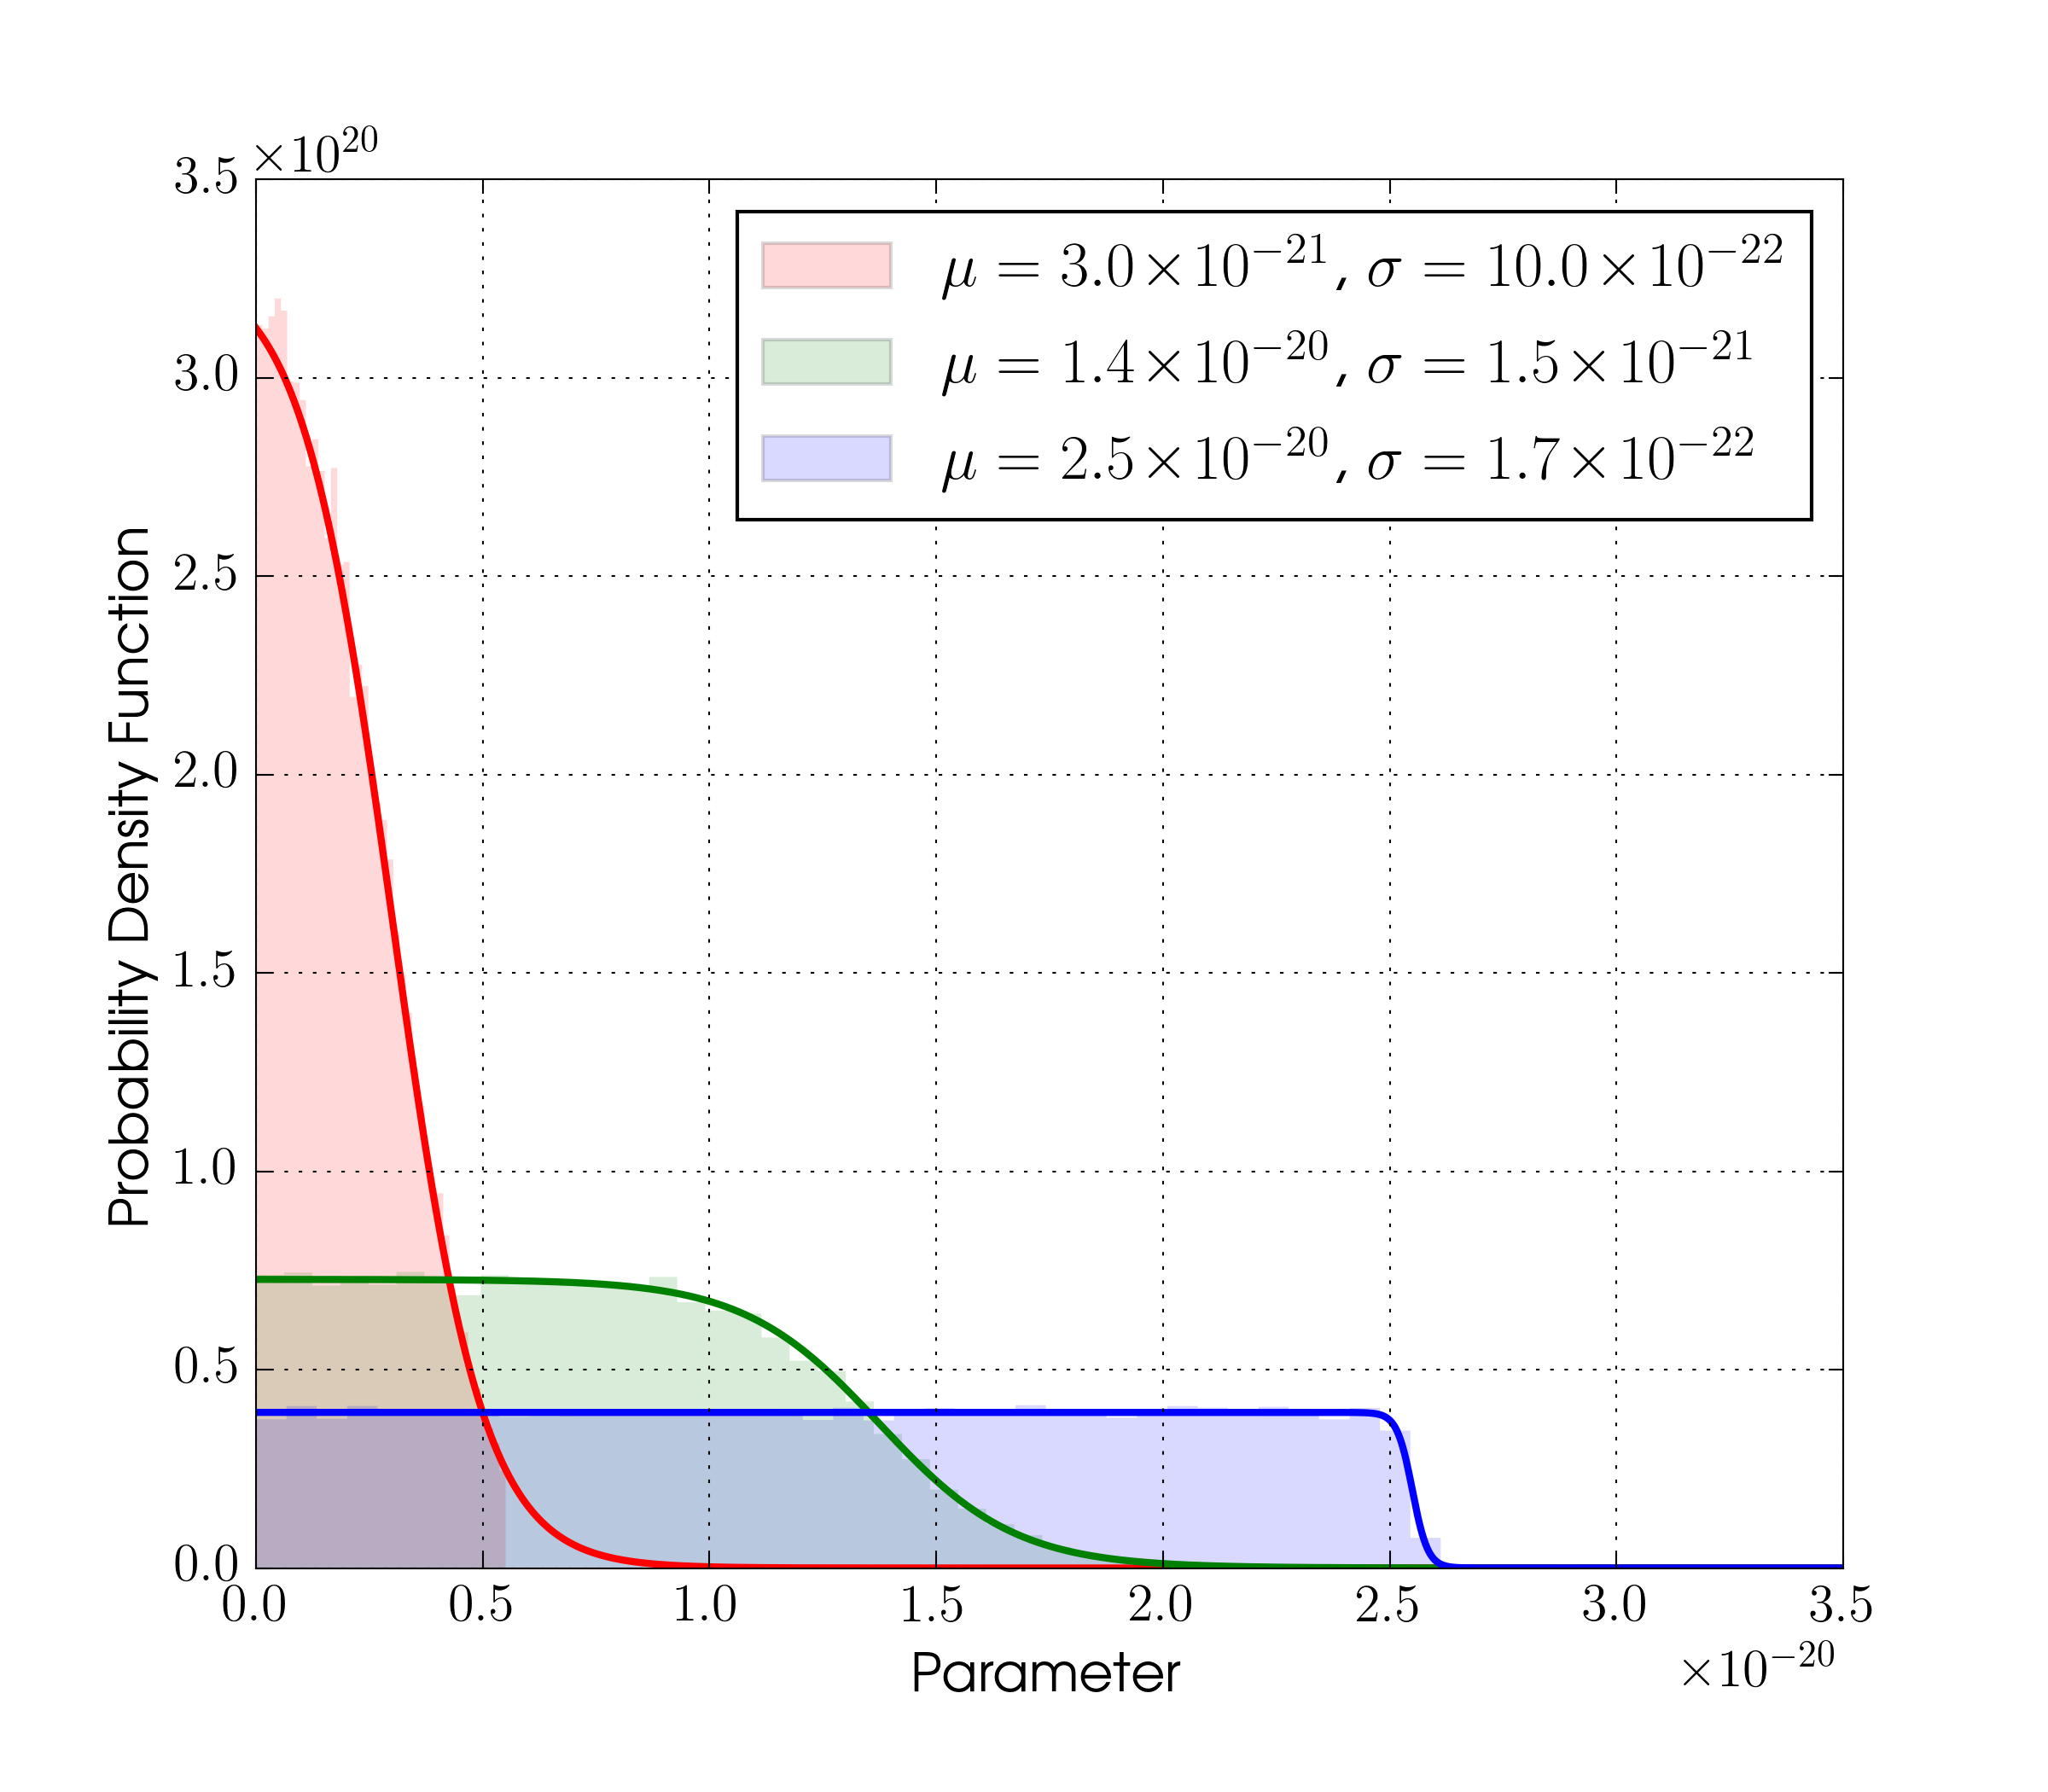 ×10²⁰
3.5
3.0
2.5
2.0
1.5
1.0
0.5
0.0
Probability Density Function
μ = 3.0×10⁻²¹, σ = 10.0×10⁻²²
μ = 1.4×10⁻²⁰, σ = 1.5×10⁻²¹
μ = 2.5×10⁻²⁰, σ = 1.7×10⁻²²
0.0 0.5 1.0 1.5 2.0 2.5 3.0 3.5
×10⁻²⁰
Parameter